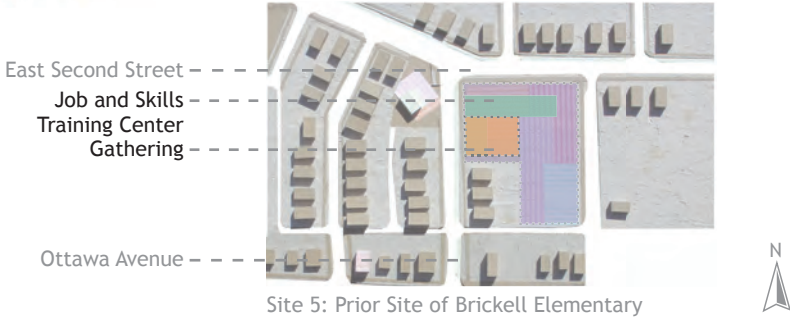 East Second Street
Job and Skills
Training Center
Gathering
Ottawa Avenue
N
Site 5: Prior Site of Brickell Elementary